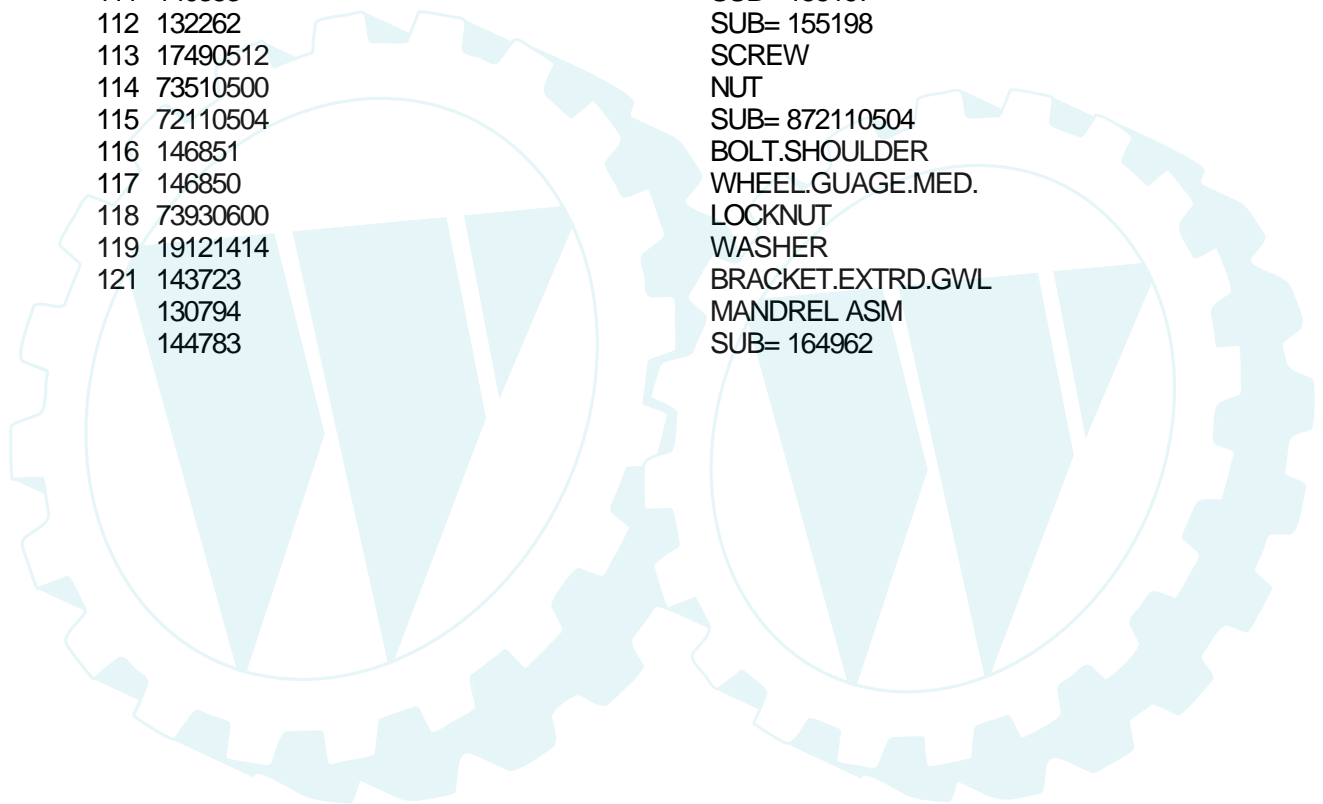 112 132262 SUB= 155198
113 17490512 SCREW
114 73510500 NUT
115 72110504 SUB= 872110504
116 146851 BOLT.SHOULDER
117 146850 WHEEL.GUAGE.MED.
118 73930600 LOCKNUT
119 19121414 WASHER
121 143723 BRACKET.EXTRD.GWL
130794 MANDREL ASM
144783 SUB= 164962